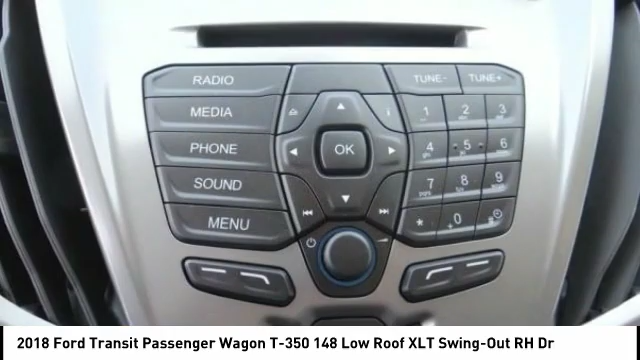 RADIO
TUNE-
TUNE+
MEDIA
i
1
2
3
PHONE
OK
4
5
6
SOUND
7
8
9
MENU
*
0
2018 Ford Transit Passenger Wagon T-350 148 Low Roof XLT Swing-Out RH Dr